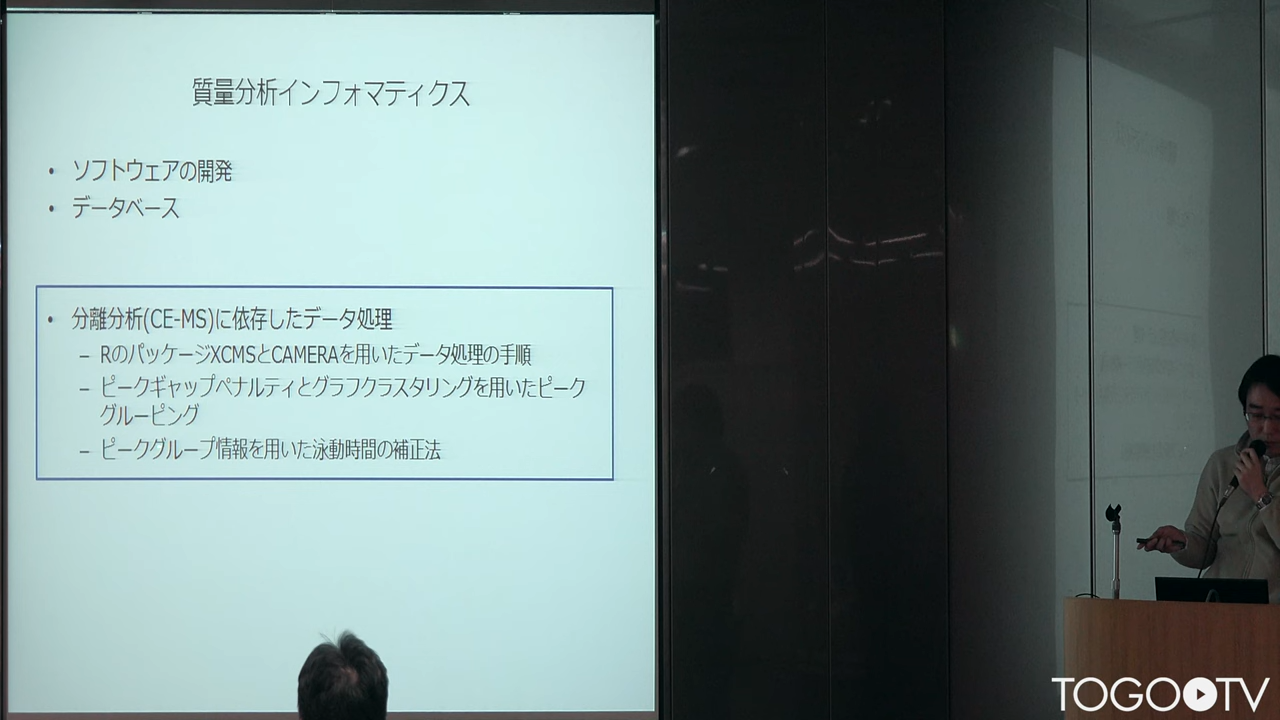 質量分析インフォマティクス
• ソフトウェアの開発
• データベース
• 分離分析(CE-MS)に依存したデータ処理
– RのパッケージXCMSとCAMERAを用いたデータ処理の手順
– ピークギャップペナルティとグラフクラスタリングを用いたピーク
グルーピング
– ピークグループ情報を用いた泳動時間の補正法
TOGOTV